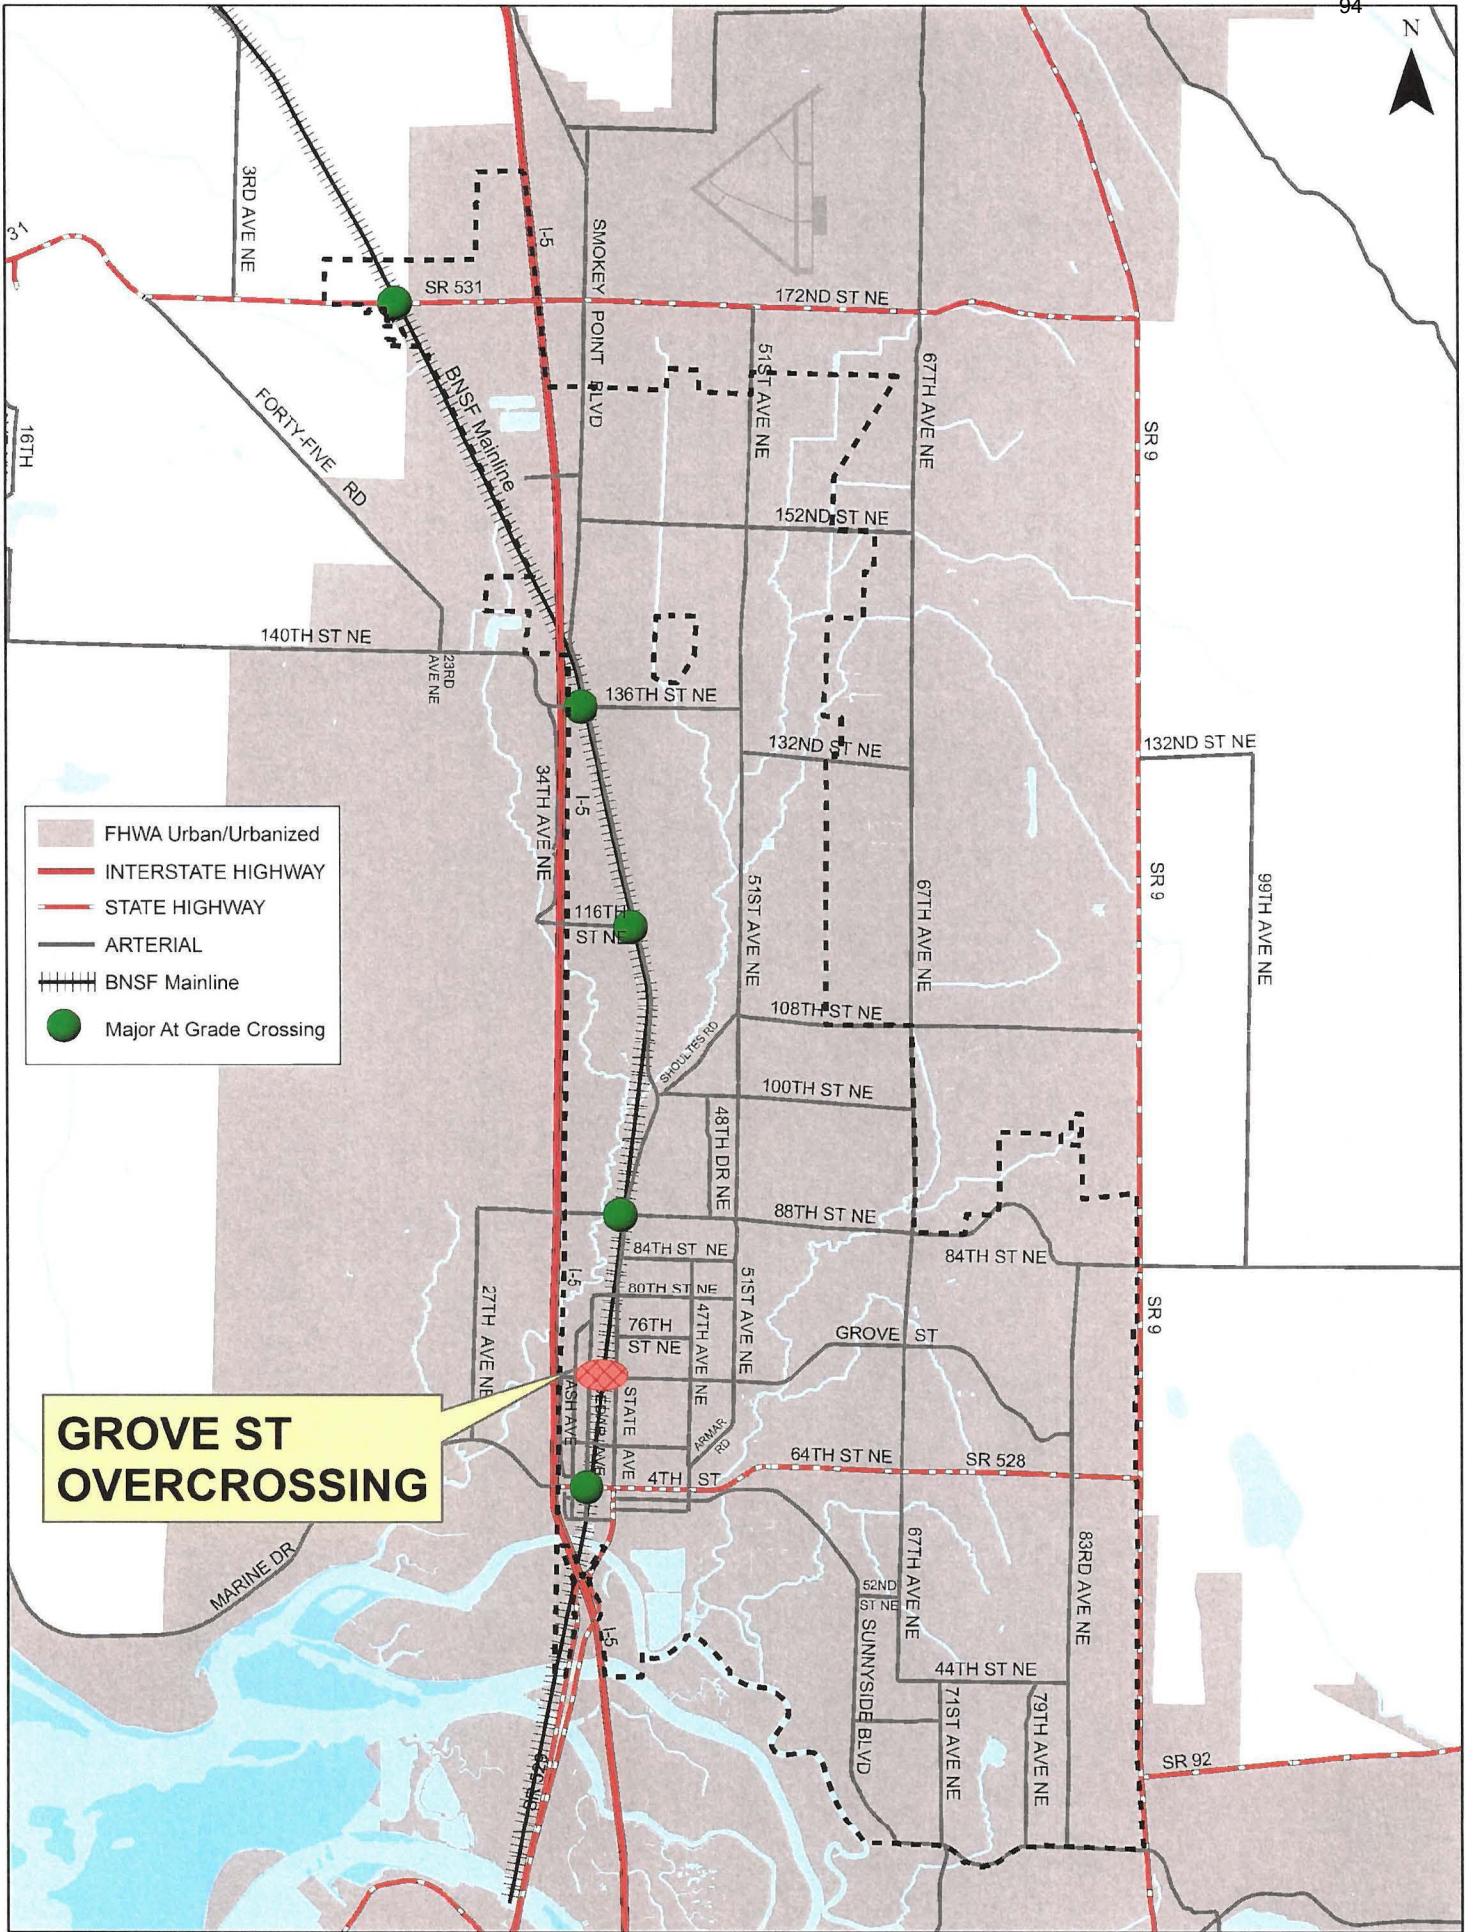 94
N
3RD AVE NE
I-5
SMOKEY POINT BLVD
31
SR 531
172ND ST NE
BNSF Mainline
51ST AVE NE
67TH AVE NE
FORTY-FIVE RD
16TH
SR 9
152ND ST NE
140TH ST NE
23RD
AVE NE
136TH ST NE
132ND ST NE
132ND ST NE
34TH AVE NE
I-5
FHWA Urban/Urbanized
INTERSTATE HIGHWAY
STATE HIGHWAY
ARTERIAL
BNSF Mainline
Major At Grade Crossing
116TH
ST NE
51ST AVE NE
67TH AVE NE
SR 9
99TH AVE NE
108TH ST NE
SHOULTES RD
100TH ST NE
48TH DR NE
88TH ST NE
84TH ST NE
84TH ST NE
I-5
80TH ST NE
27TH AVE NE
76TH
ST NE
47TH AVE NE
51ST AVE NE
GROVE ST
SR 9
GROVE ST
OVERCROSSING
ASH AVE
STATE AVE
ARMAR
RD
64TH ST NE
SR 528
4TH ST
MARINE DR
67TH AVE NE
83RD AVE NE
52ND
ST NE
SUNNYSIDE BLVD
I-5
44TH ST NE
71ST AVE NE
79TH AVE NE
SR 92
SR 529